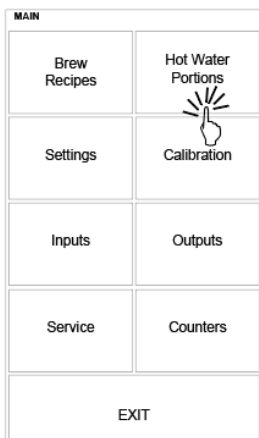 MAIN
Brew
Recipes
Hot Water
Portions
Settings
Calibration
Inputs
Outputs
Service
Counters
EXIT